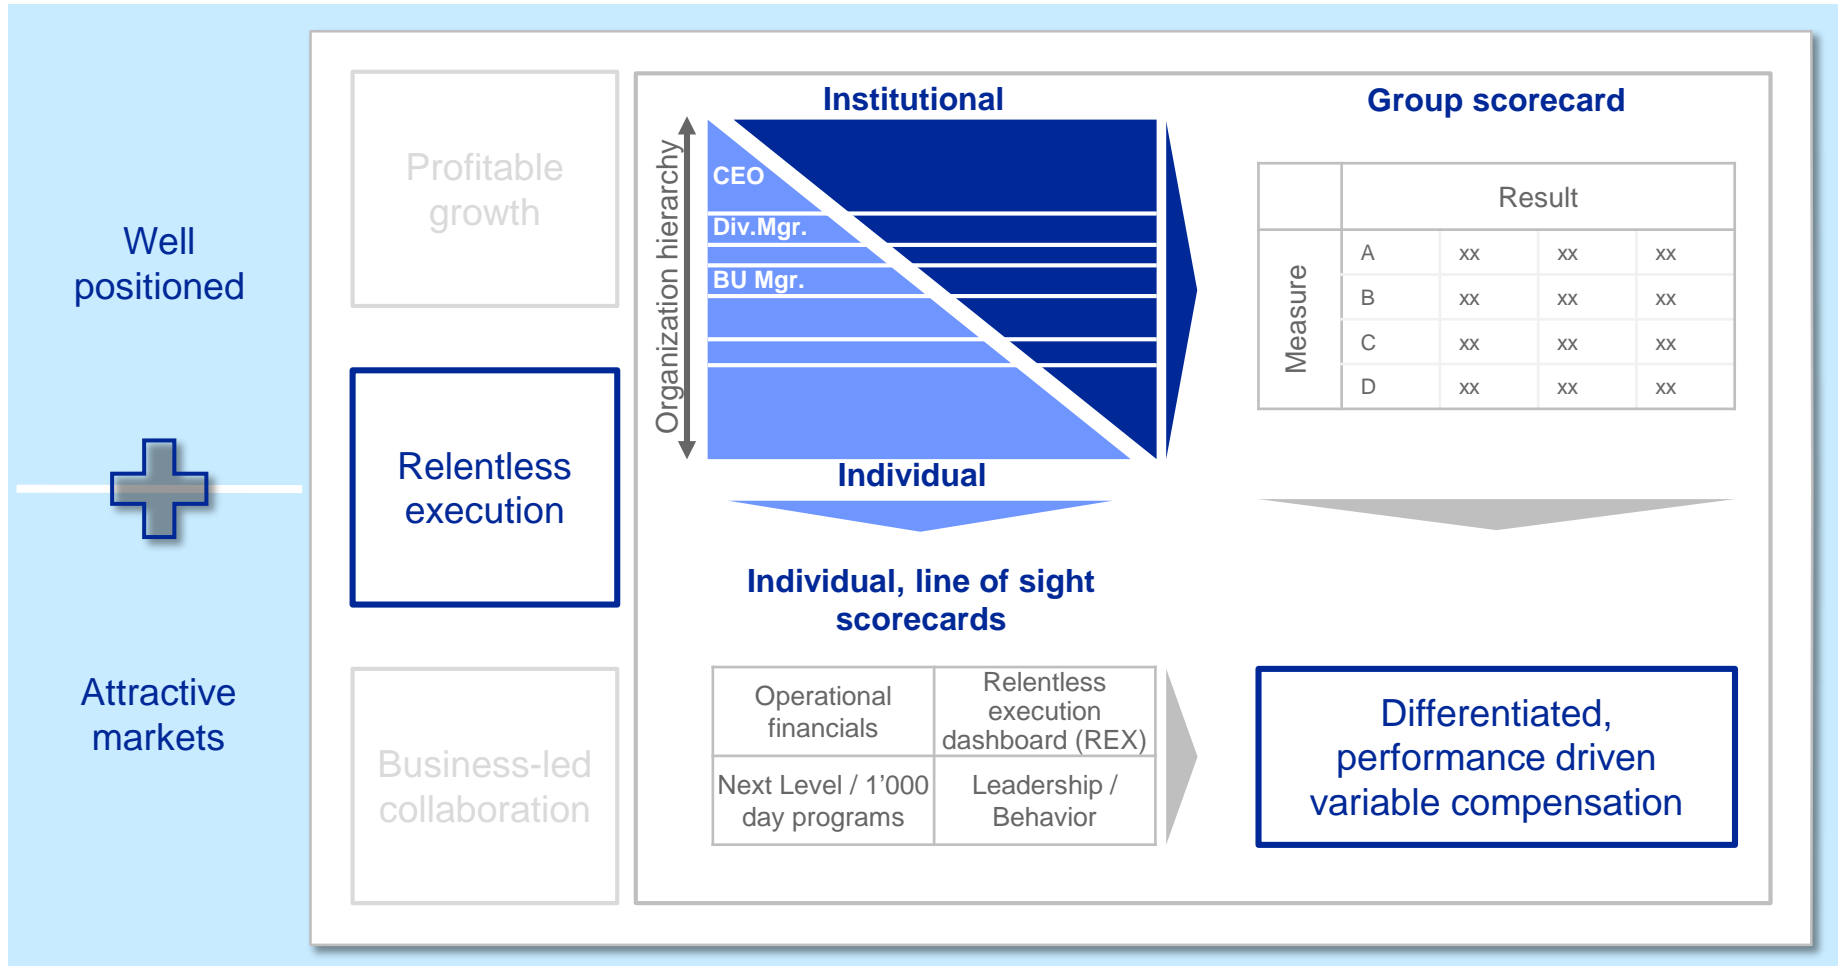 Well
positioned
Attractive
markets
Profitable
growth
Relentless
execution
Business-led
collaboration
Institutional
Organization hierarchy
CEO
Div.Mgr.
BU Mgr.
Individual
Group scorecard
Result
Measure
A xx xx xx
B xx xx xx
C xx xx xx
D xx xx xx
Individual, line of sight
scorecards
Operational
financials
Relentless
execution
dashboard (REX)
Next Level / 1’000
day programs
Leadership /
Behavior
Differentiated,
performance driven
variable compensation